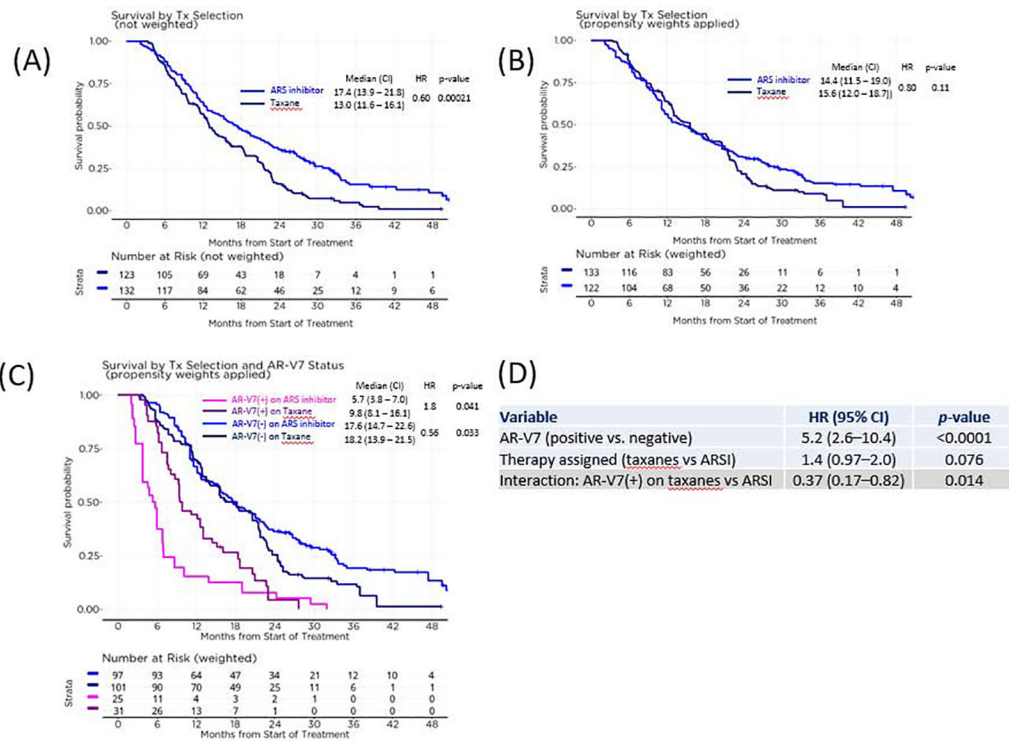 (A)
Survival by Tx Selection
(not weighted)
Survival probability
1.00
0.75
0.50
0.25
0.00
Median (CI) HR p-value
ARS inhibitor 17.4 (13.9 – 21.8)
Taxane 13.0 (11.6 – 16.1)
0.60 0.00021
0 6 12 18 24 30 36 42 48
Months from Start of Treatment
Number at Risk (not weighted)
Strata
123 105 69 43 18 7 4 1 1
132 117 84 62 46 25 12 9 6
0 6 12 18 24 30 36 42 48
Months from Start of Treatment
(B)
Survival by Tx Selection
(propensity weights applied)
Survival probability
1.00
0.75
0.50
0.25
0.00
Median (CI) HR p-value
ARS inhibitor 14.4 (11.5 – 19.0)
Taxane 15.6 (12.0 – 18.7))
0.80 0.11
0 6 12 18 24 30 36 42 48
Months from Start of Treatment
Number at Risk (weighted)
Strata
133 116 83 56 26 11 6 1 1
122 104 68 50 36 22 12 10 4
0 6 12 18 24 30 36 42 48
Months from Start of Treatment
(C)
Survival by Tx Selection and AR-V7 Status
(propensity weights applied)
Survival probability
1.00
0.75
0.50
0.25
0.00
Median (CI) HR p-value
AR-V7(+) on ARS inhibitor 5.7 (3.8 – 7.0)
AR-V7(+) on Taxane 9.8 (8.1 – 16.1)
1.8 0.041
AR-V7(-) on ARS inhibitor 17.6 (14.7 – 22.6)
AR-V7(-) on Taxane 18.2 (13.9 – 21.5)
0.56 0.033
0 6 12 18 24 30 36 42 48
Months from Start of Treatment
Number at Risk (weighted)
Strata
97 93 64 47 34 21 12 10 4
101 90 70 49 25 11 6 1 1
25 11 4 3 2 1 0 0 0
31 26 13 7 1 0 0 0 0
0 6 12 18 24 30 36 42 48
Months from Start of Treatment
(D)
Variable HR (95% CI) p-value
AR-V7 (positive vs. negative) 5.2 (2.6–10.4) <0.0001
Therapy assigned (taxanes vs ARSI) 1.4 (0.97–2.0) 0.076
Interaction: AR-V7(+) on taxanes vs ARSI 0.37 (0.17–0.82) 0.014